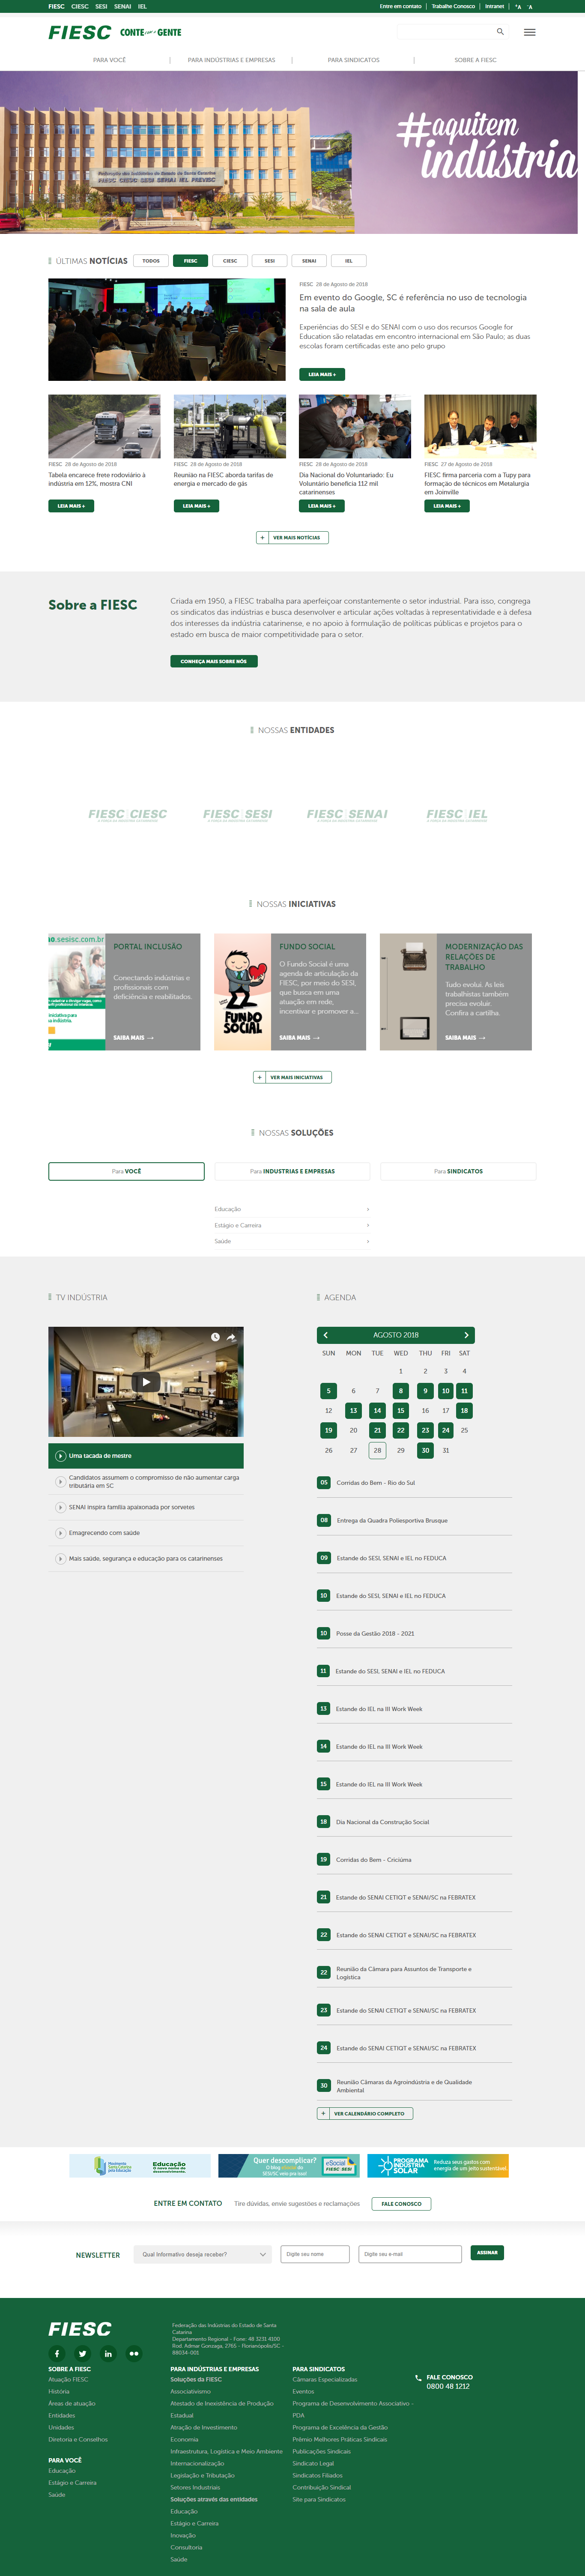 FIESC CIESC SESI SENAI IEL
Entre em contato Trabalhe Conosco Intranet +A -A
FIESC CONTE com a GENTE
PARA VOCÊ PARA INDÚSTRIAS E EMPRESAS PARA SINDICATOS SOBRE A FIESC
#aquitem
indústria
ÚLTIMAS NOTÍCIAS TODOS FIESC CIESC SESI SENAI IEL
FIESC 28 de Agosto de 2018
Em evento do Google, SC é referência no uso de tecnologia
na sala de aula
Experiências do SESI e do SENAI com o uso dos recursos Google for
Education são relatadas em encontro internacional em São Paulo; as duas
escolas foram certificadas este ano pelo grupo
LEIA MAIS +
FIESC 28 de Agosto de 2018
Tabela encarece frete rodoviário à
indústria em 12%, mostra CNI
LEIA MAIS +
FIESC 28 de Agosto de 2018
Reunião na FIESC aborda tarifas de
energia e mercado de gás
LEIA MAIS +
FIESC 28 de Agosto de 2018
Dia Nacional do Voluntariado: Eu
Voluntário beneficia 112 mil
catarinenses
LEIA MAIS +
FIESC 27 de Agosto de 2018
FIESC firma parceria com a Tupy para
formação de técnicos em Metalurgia
em Joinville
LEIA MAIS +
+ VER MAIS NOTÍCIAS
Sobre a FIESC
Criada em 1950, a FIESC trabalha para aperfeiçoar constantemente o setor industrial. Para isso, congrega
os sindicatos das indústrias e busca desenvolver e articular ações voltadas à representatividade e à defesa
dos interesses da indústria catarinense, e no apoio à formulação de políticas públicas e projetos para o
estado em busca de maior competitividade para o setor.
CONHEÇA MAIS SOBRE NÓS
NOSSAS ENTIDADES
FIESC CIESC
FIESC SESI
FIESC SENAI
FIESC IEL
NOSSAS INICIATIVAS
ao.sesisc.com.br
PORTAL INCLUSÃO
Conectando indústrias e
profissionais com
deficiência e reabilitados.
SAIBA MAIS
FUNDO
SOCIAL
FUNDO SOCIAL
O Fundo Social é uma
agenda de articulação da
FIESC, por meio do SESI,
que busca em uma
atuação em rede,
incentivar e promover a...
SAIBA MAIS
MODERNIZAÇÃO DAS
RELAÇÕES DE
TRABALHO
Tudo evolui. As leis
trabalhistas também
precisa evoluir.
Confira a cartilha.
SAIBA MAIS
+ VER MAIS INICIATIVAS
NOSSAS SOLUÇÕES
Para VOCÊ
Para INDUSTRIAS E EMPRESAS
Para SINDICATOS
Educação
Estágio e Carreira
Saúde
TV INDÚSTRIA
Uma tacada de mestre
Candidatos assumem o compromisso de não aumentar carga
tributária em SC
SENAI inspira família apaixonada por sorvetes
Emagrecendo com saúde
Mais saúde, segurança e educação para os catarinenses
AGENDA
AGOSTO 2018
SUN MON TUE WED THU FRI SAT
1 2 3 4
5 6 7 8 9 10 11
12 13 14 15 16 17 18
19 20 21 22 23 24 25
26 27 28 29 30 31
05 Corridas do Bem - Rio do Sul
08 Entrega da Quadra Poliesportiva Brusque
09 Estande do SESI, SENAI e IEL no FEDUCA
10 Estande do SESI, SENAI e IEL no FEDUCA
10 Posse da Gestão 2018 - 2021
11 Estande do SESI, SENAI e IEL no FEDUCA
13 Estande do IEL na III Work Week
14 Estande do IEL na III Work Week
15 Estande do IEL na III Work Week
18 Dia Nacional da Construção Social
19 Corridas do Bem - Criciúma
21 Estande do SENAI CETIQT e SENAI/SC na FEBRATEX
22 Estande do SENAI CETIQT e SENAI/SC na FEBRATEX
22 Reunião da Câmara para Assuntos de Transporte e
Logística
23 Estande do SENAI CETIQT e SENAI/SC na FEBRATEX
24 Estande do SENAI CETIQT e SENAI/SC na FEBRATEX
30 Reunião Câmaras da Agroindústria e de Qualidade
Ambiental
+ VER CALENDÁRIO COMPLETO
Movimento
Santa Catarina
pela Educação
Educação
O novo nome do
desenvolvimento.
Quer descomplicar?
eSocial
FIESC SESI
PROGRAMA
INDÚSTRIA
SOLAR
Reduza seus gastos com
energia de um jeito sustentável
ENTRE EM CONTATO Tire dúvidas, envie sugestões e reclamações FALE CONOSCO
NEWSLETTER Qual informativo deseja receber? Digite seu nome Digite seu e-mail ASSINAR
FIESC
Federação das Indústrias do Estado de Santa
Catarina
Departamento Regional - Fone: 48 3231 4100
Rod. Admar Gonzaga, 2765 - Florianópolis/SC -
88034-001
SOBRE A FIESC
Atuação FIESC
História
Áreas de atuação
Entidades
Unidades
Diretoria e Conselhos
PARA VOCÊ
Educação
Estágio e Carreira
Saúde
PARA INDÚSTRIAS E EMPRESAS
Soluções da FIESC
Associativismo
Atestado de Inexistência de Produção
Estadual
Atração de Investimento
Economia
Infraestrutura, Logística e Meio Ambiente
Internacionalização
Legislação e Tributação
Setores Industriais
Soluções através das entidades
Educação
Estágio e Carreira
Inovação
Consultoria
Saúde
PARA SINDICATOS
Câmaras Especializadas
Eventos
Programa de Desenvolvimento Associativo -
PDA
Programa de Excelência da Gestão
Prêmio Melhores Práticas Sindicais
Publicações Sindicais
Sindicato Legal
Sindicatos Filiados
Contribuição Sindical
Site para Sindicatos
FALE CONOSCO
0800 48 1212